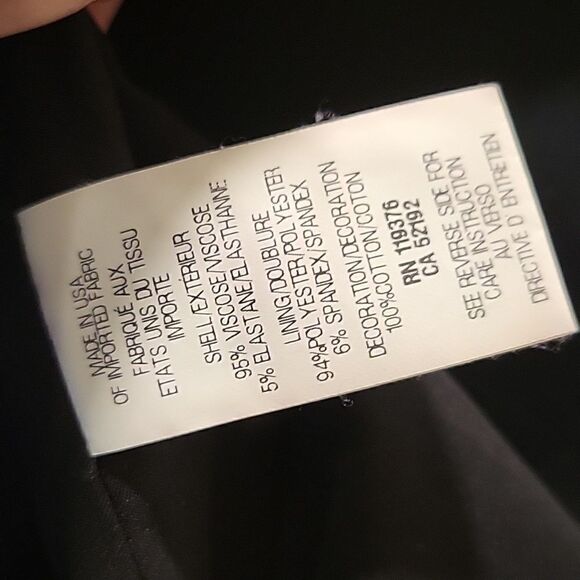 MADE IN USA
OF IMPORTED FABRIC
FABRIQUÉ AUX
ETATS UNIS DU TISSU
IMPORTE
SHELL/EXTÉRIEUR
95% VISCOSE/VISCOSE
5% ELASTANE/ELASTHANNE
LINING/DOUBLURE
94%POLYESTER/POLYESTER
6% SPANDEX/SPANDEX
DECORATION/DECORATION
100%COTTON/COTON
RN 119376
CA 52192
SEE REVERSE SIDE FOR
CARE INSTRUCTION
AU VERSO
DIRECTIVE D ENTRETEN